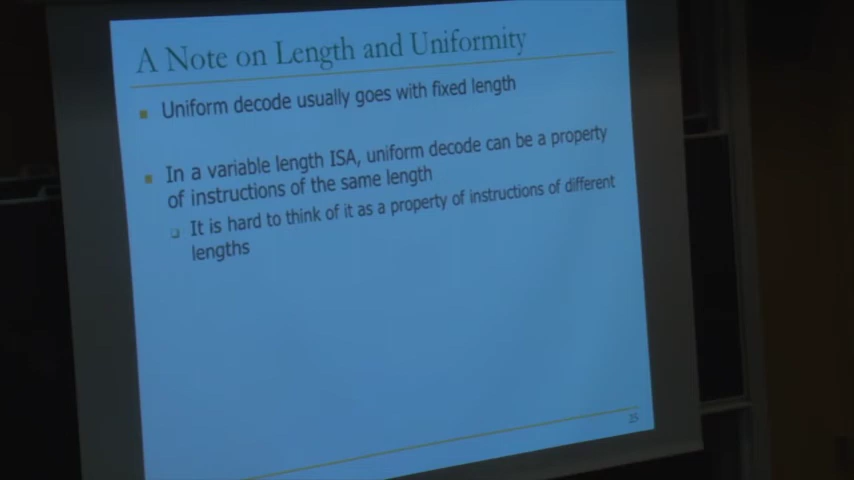 A Note on Length and Uniformity
Uniform decode usually goes with fixed length
In a variable length ISA, uniform decode can be a property
of instructions of the same length
It is hard to think of it as a property of instructions of different
lengths
25